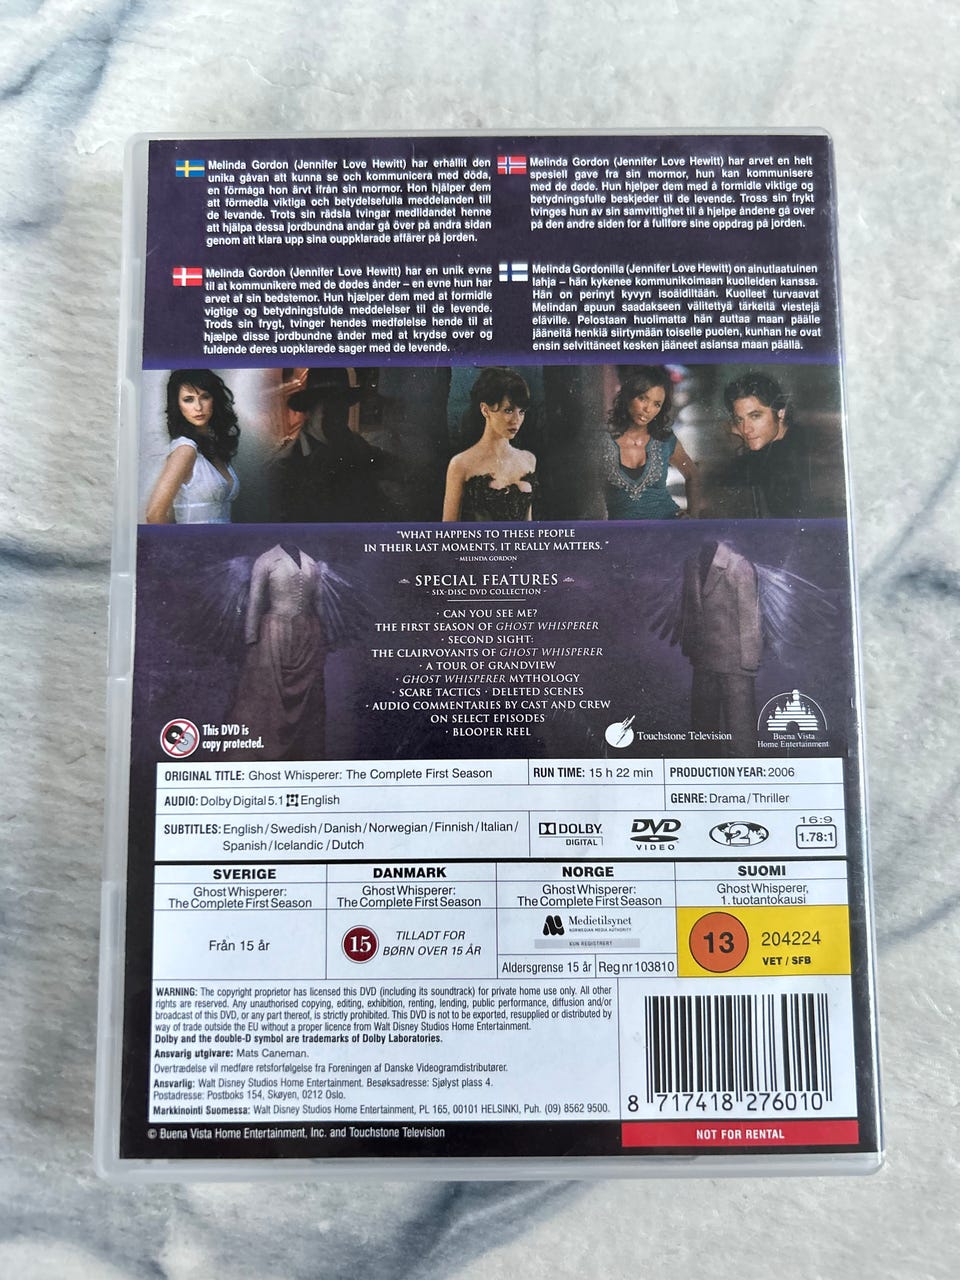 Melinda Gordon (Jennifer Love Hewitt) har erhållit den
unika gåvan att kunna se och kommunicera med döda,
en förmåga hon ärvt ifrån sin mormor. Hon hjälper dem
att förmedla viktiga och betydelsefulla meddelanden till
de levande. Trots sin rädsla tvingar medlidandet henne
att hjälpa dessa jordbundna andar gå över på andra sidan
genom att klara upp sina ouppklarade affärer på jorden.
Melinda Gordon (Jennifer Love Hewitt) har arvet en helt
spesiell gave fra sin mormor, hun kan kommunisere
med de døde. Hun hjelper dem med å formidle viktige og
betydningsfulle beskjeder til de levende. Tross sin frykt
tvinges hun av sin samvittighet til å hjelpe åndene gå over
på den andre siden for å fullføre sine oppdrag på jorden.
Melinda Gordon (Jennifer Love Hewitt) har en unik evne
til at kommunikere med de dødes ånder – en evne hun har
arvet af sin bedstemor. Hun hjælper dem med at formidle
vigtige og betydningsfulde meddelelser til de levende.
Trods sin frygt, tvinger hendes medfølelse hende til at
hjælpe disse jordbundne ånder med at krydse over og
fuldende deres uopklarede sager med de levende.
Melinda Gordonilla (Jennifer Love Hewitt) on ainutlaatuinen
lahja – hän kykenee kommunikoimaan kuolleiden kanssa.
Hän on perinyt kyvyn isoäidiltään. Kuolleet turvaavat
Melindan apuun saadakseen välitettyä tärkeitä viestejä
eläville. Pelostaan huolimatta hän auttaa maan päälle
jääneitä henkiä siirtymään toiselle puolen, kunhan he ovat
ensin selvittäneet kesken jääneet asiansa maan päällä.
"WHAT HAPPENS TO THESE PEOPLE
IN THEIR LAST MOMENTS, IT REALLY MATTERS. "
– MELINDA GORDON
SPECIAL FEATURES
- SIX-DISC DVD COLLECTION -
· CAN YOU SEE ME?
THE FIRST SEASON OF GHOST WHISPERER
· SECOND SIGHT:
THE CLAIRVOYANTS OF GHOST WHISPERER
· A TOUR OF GRANDVIEW
· GHOST WHISPERER MYTHOLOGY
· SCARE TACTICS · DELETED SCENES
· AUDIO COMMENTARIES BY CAST AND CREW
ON SELECT EPISODES
· BLOOPER REEL
This DVD is
copy protected.
Touchstone Television
Buena Vista
Home Entertainment
ORIGINAL TITLE: Ghost Whisperer: The Complete First Season
RUN TIME: 15 h 22 min
PRODUCTION YEAR: 2006
AUDIO: Dolby Digital 5.1 English
GENRE: Drama/Thriller
SUBTITLES: English/Swedish/Danish/Norwegian/Finnish/Italian/
Spanish/Icelandic/Dutch
DOLBY
DIGITAL
DVD
VIDEO
2
16:9
1.78:1
SVERIGE
Ghost Whisperer:
The Complete First Season
Från 15 år
DANMARK
Ghost Whisperer:
The Complete First Season
15
TILLADT FOR
BØRN OVER 15 ÅR
NORGE
Ghost Whisperer:
The Complete First Season
Medietilsynet
NORWEGIAN MEDIA AUTHORITY
KUN REGISTRERT
Aldersgrense 15 år
Reg nr 103810
SUOMI
Ghost Whisperer,
1. tuotantokausi
13
204224
VET / SFB
WARNING: The copyright proprietor has licensed this DVD (including its soundtrack) for private home use only. All other
rights are reserved. Any unauthorised copying, editing, exhibition, renting, lending, public performance, diffusion and/or
broadcast of this DVD, or any part thereof, is strictly prohibited. This DVD is not to be exported, resupplied or distributed by
way of trade outside the EU without a proper licence from Walt Disney Studios Home Entertainment.
Dolby and the double-D symbol are trademarks of Dolby Laboratories.
Ansvarig utgivare: Mats Caneman.
Overtrædelse vil medføre retsforfølgelse fra Foreningen af Danske Videogramdistributører.
Ansvarlig: Walt Disney Studios Home Entertainment. Besøksadresse: Sjølyst plass 4.
Postadresse: Postboks 154, Skøyen, 0212 Oslo.
Markkinointi Suomessa: Walt Disney Studios Home Entertainment, PL 165, 00101 HELSINKI, Puh. (09) 8562 9500.
8 717418 276010
NOT FOR RENTAL
© Buena Vista Home Entertainment, Inc. and Touchstone Television